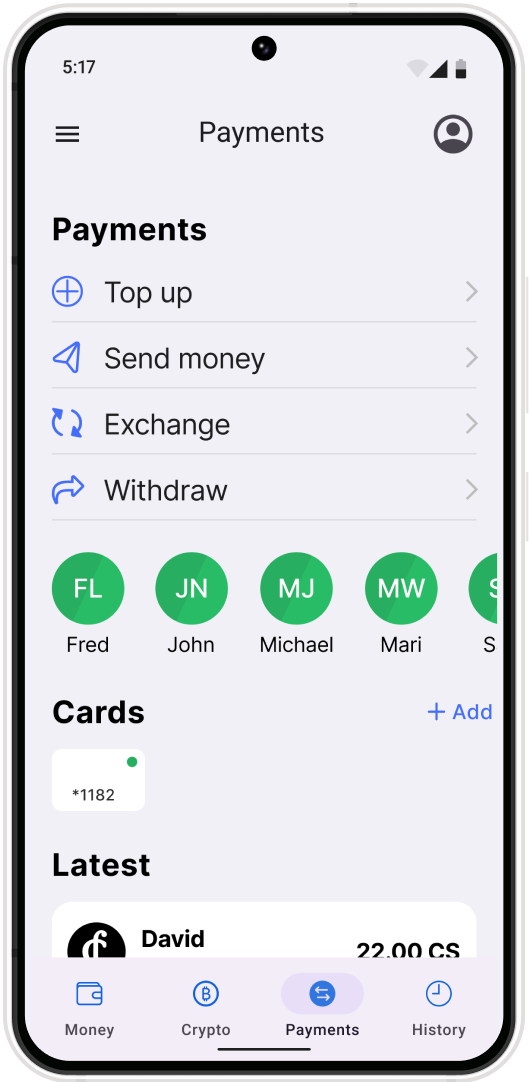 5:17
Payments
Payments
Top up
Send money
Exchange
Withdraw
FL JN MJ MW S
Fred John Michael Mari S
Cards + Add
*1182
Latest
David
22.00 CS
Money Crypto Payments History